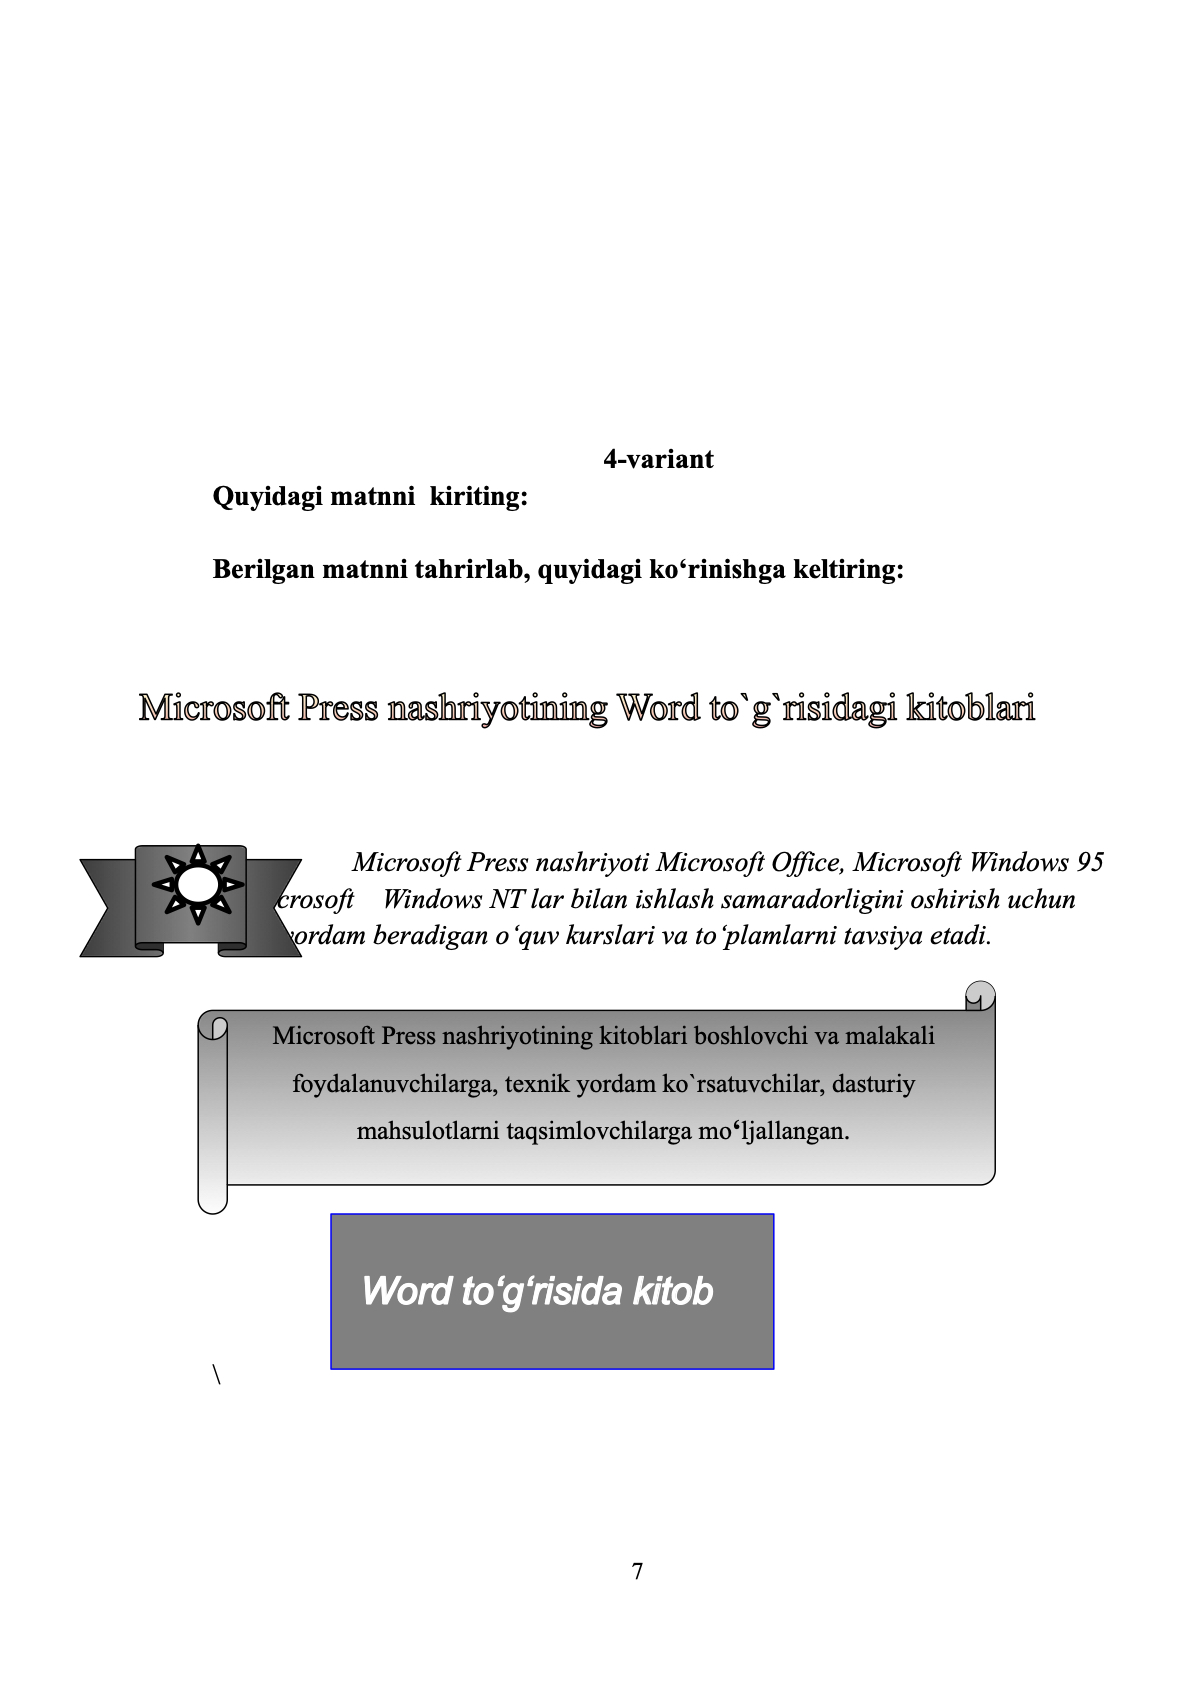 4-variant
Quyidagi matnni  kiriting:
Berilgan matnni tahrirlab, quyidagi ko‘rinishga keltiring:
Microsoft Press nashriyotining Word to`g`risidagi kitoblari
Microsoft Press nashriyoti Microsoft Office, Microsoft Windows 95
crosoft    Windows NT lar bilan ishlash samaradorligini oshirish uchun
yordam beradigan o‘quv kurslari va to‘plamlarni tavsiya etadi.
Microsoft Press nashriyotining kitoblari boshlovchi va malakali
foydalanuvchilarga, texnik yordam ko`rsatuvchilar, dasturiy
mahsulotlarni taqsimlovchilarga mo‘ljallangan.
Word to‘g‘risida kitob
\
7